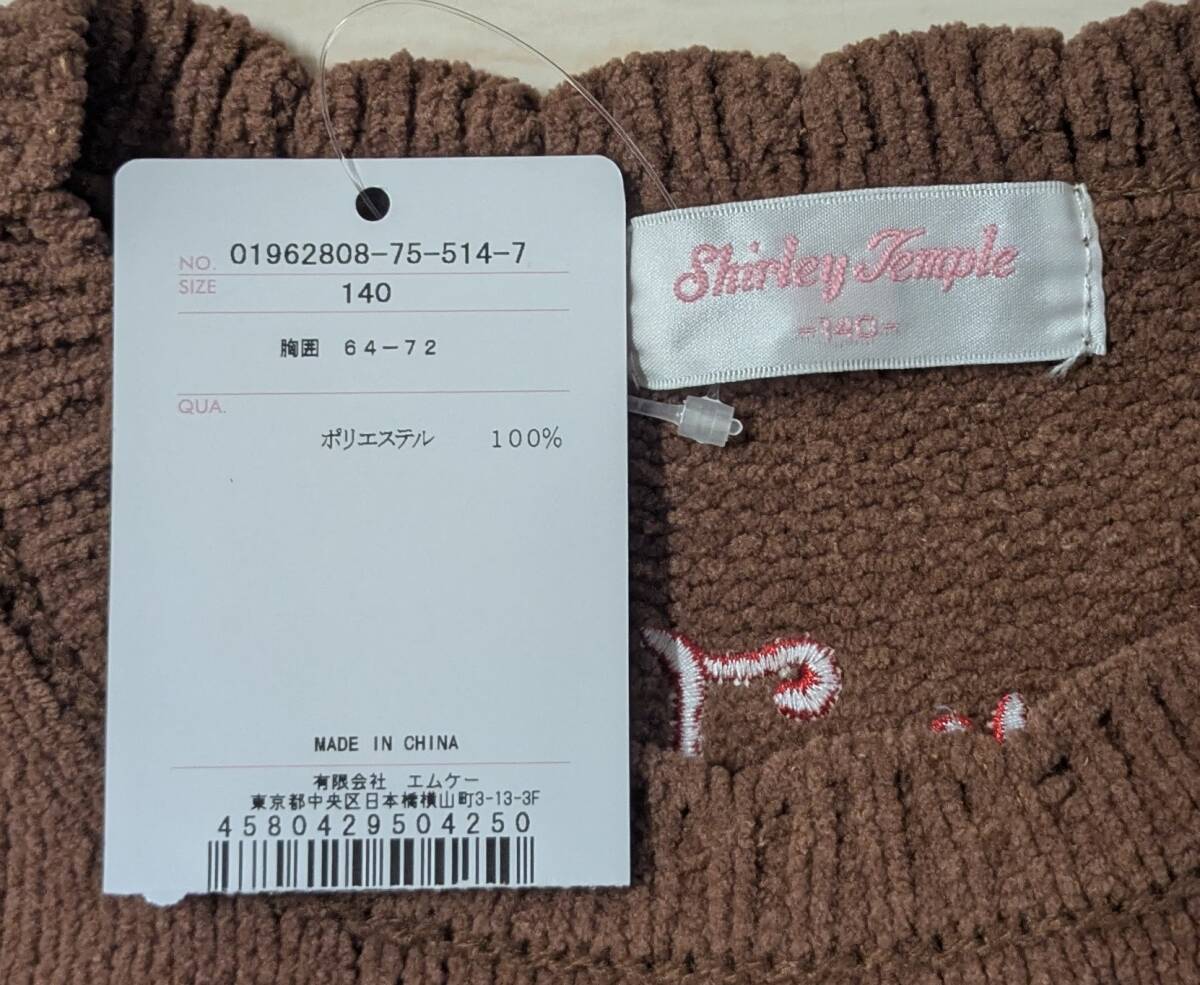 NO. 01962808-75-514-7
SIZE 140
胸囲 64-72
QUA.
ポリエステル 100%
MADE IN CHINA
有限会社 エムケー
東京都中央区日本橋横山町3-13-3F
4580429504250
Shirley Temple
-140-